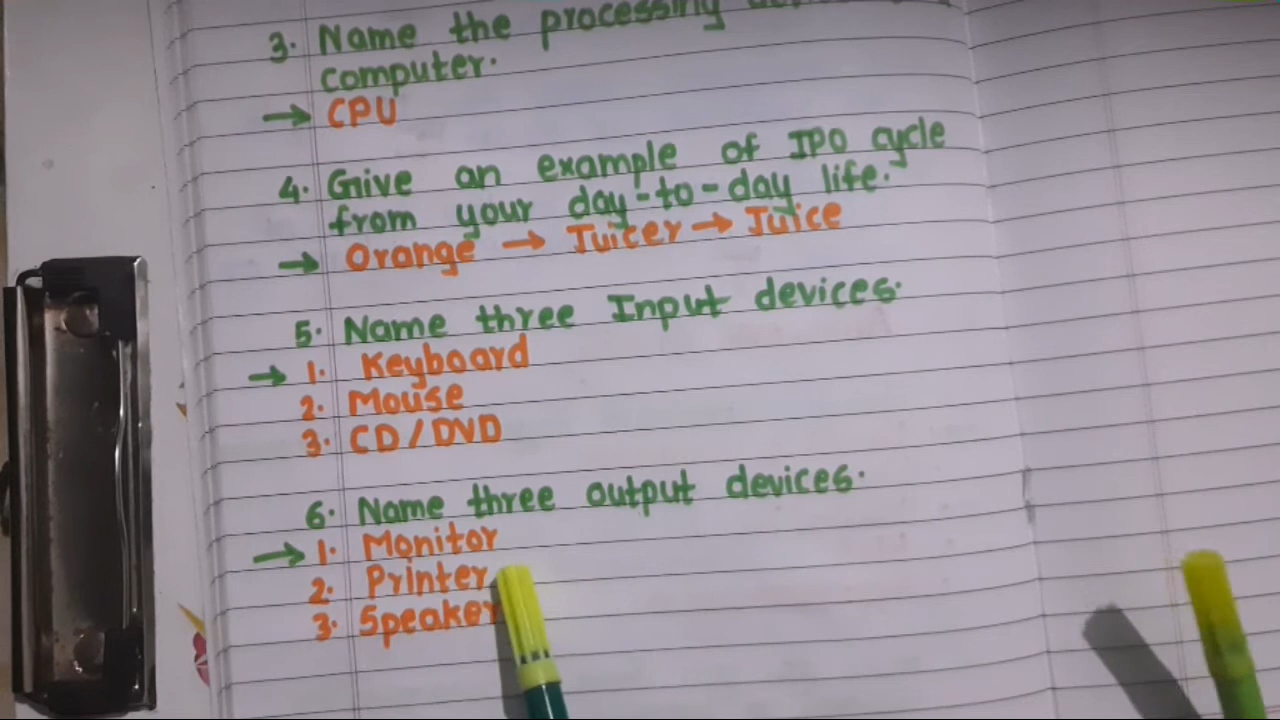 3. Name the processing
computer.
→ CPU
4. Give an example of IPO cycle
from your day-to-day life.
→ Orange → Juicer → Juice
5. Name three Input devices.
→ 1. Keyboard
2. Mouse
3. CD/DVD
6. Name three output devices.
→ 1. Monitor
2. Printer
3. Speaker